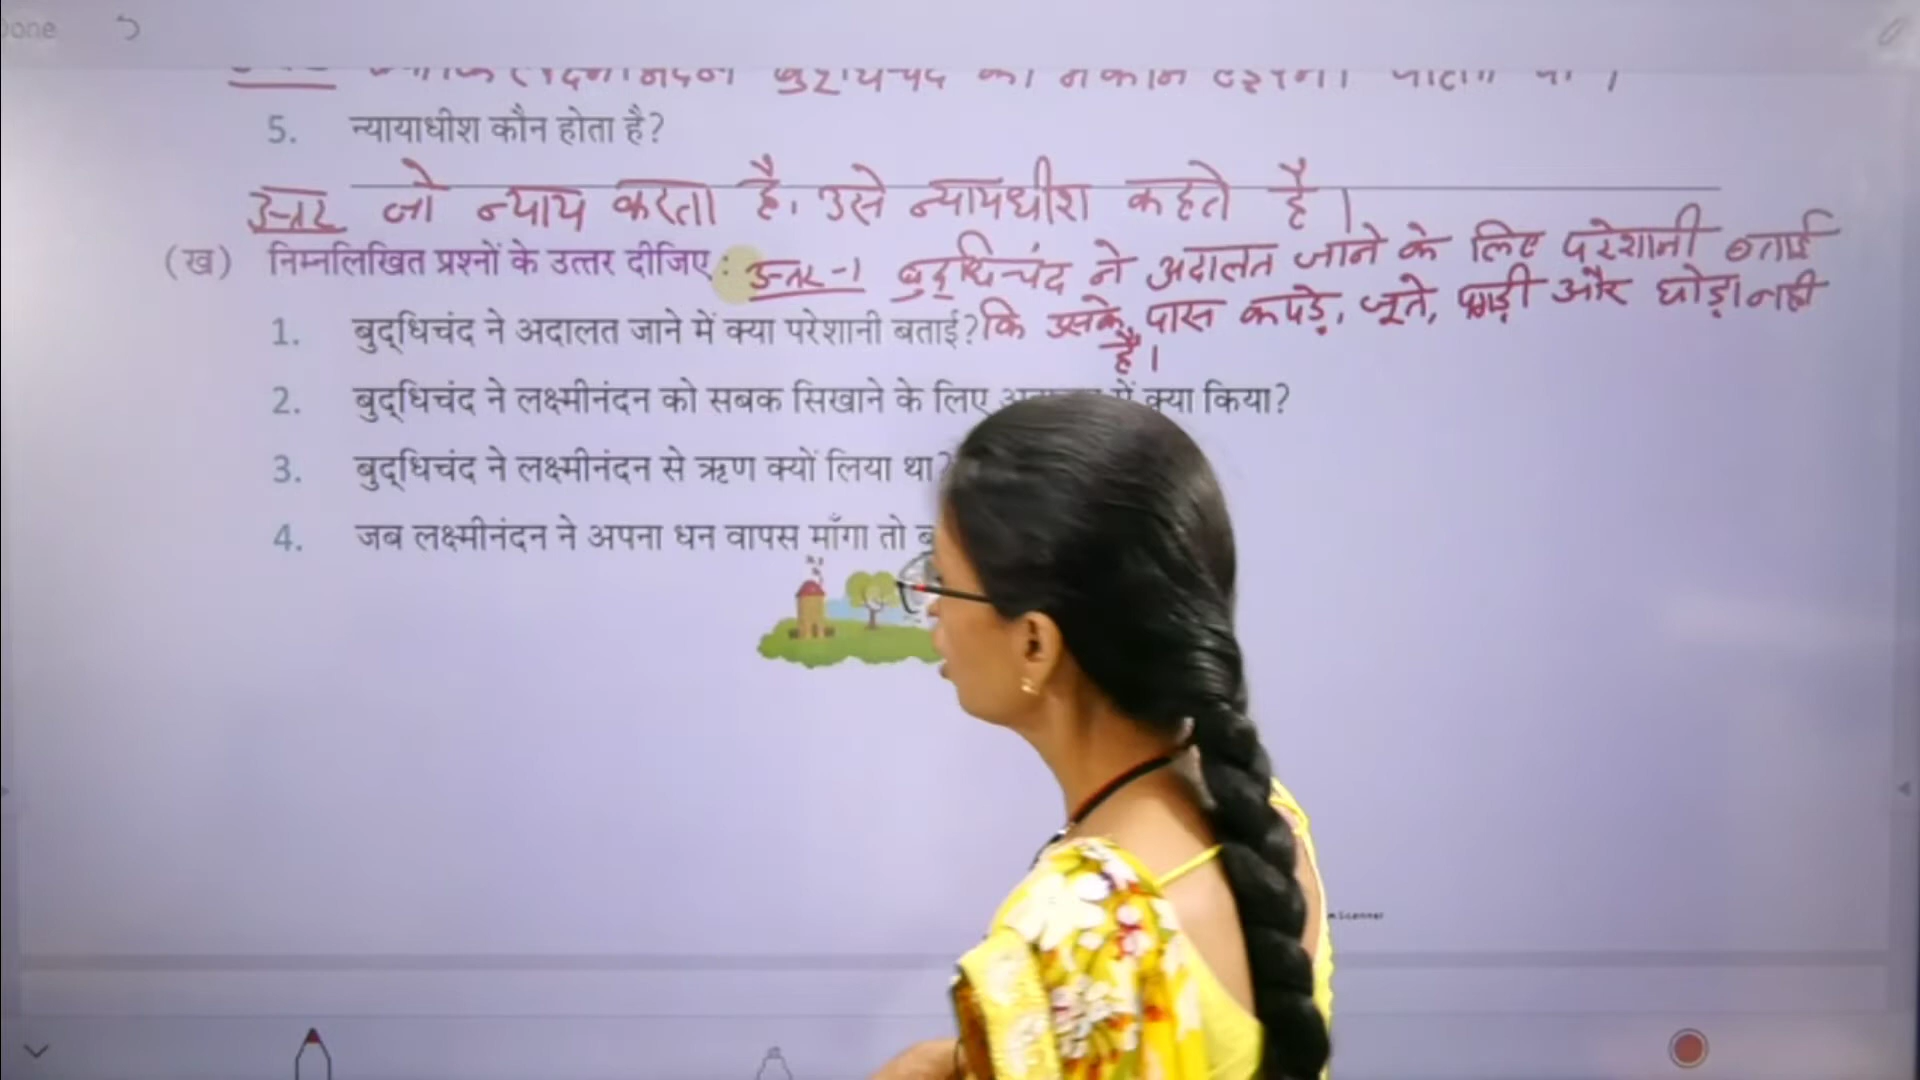 Done
5. न्यायाधीश कौन होता है?
उत्तर जो न्याय करता है, उसे न्यायधीश कहते है।
(ख) निम्नलिखित प्रश्नों के उत्तर दीजिए : उत्तर-1 बुद्धिचंद ने अदालत जाने के लिए परेशानी बताई
1. बुद्धिचंद ने अदालत जाने में क्या परेशानी बताई? कि उसके पास कपड़े, जूते, गाड़ी और घोड़ा नही
है।
2. बुद्धिचंद ने लक्ष्मीनंदन को सबक सिखाने के लिए में क्या किया?
3. बुद्धिचंद ने लक्ष्मीनंदन से ऋण क्यों लिया था?
4. जब लक्ष्मीनंदन ने अपना धन वापस माँगा तो
Scanner